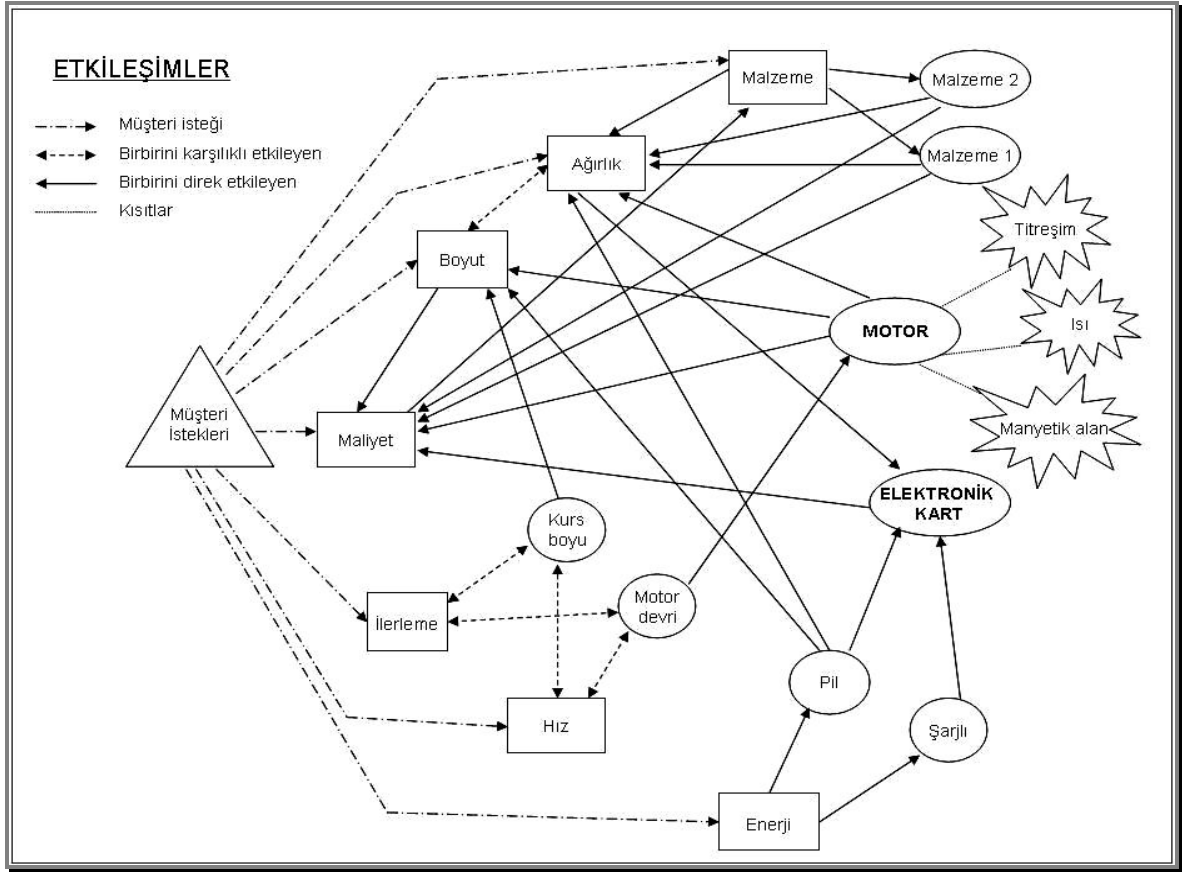 ETKİLEŞİMLER
Müşteri isteği
Birbirini karşılıklı etkileyen
Birbirini direk etkileyen
Kısıtlar
Malzeme
Malzeme 2
Ağırlık
Malzeme 1
Titreşim
Boyut
MOTOR
Isı
Müşteri
İstekleri
Maliyet
Manyetik alan
ELEKTRONİK
KART
Kurs
boyu
Motor
devri
İlerleme
Pil
Hız
Şarjlı
Enerji